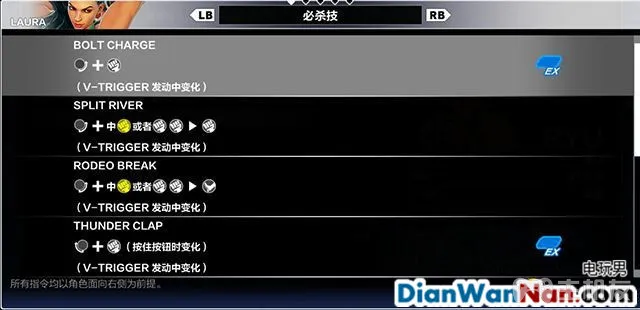 LAURA
LB 必杀技 RB
BOLT CHARGE
+
EX
(V-TRIGGER 发动中变化)
SPLIT RIVER
+中 或者
(V-TRIGGER 发动中变化)
RODEO BREAK
+中 或者
(V-TRIGGER 发动中变化)
THUNDER CLAP
+ (按住按钮时变化)
EX
(V-TRIGGER 发动中变化)
电玩男
所有指令均以角色面向右侧为前提。
DianWanNan.com